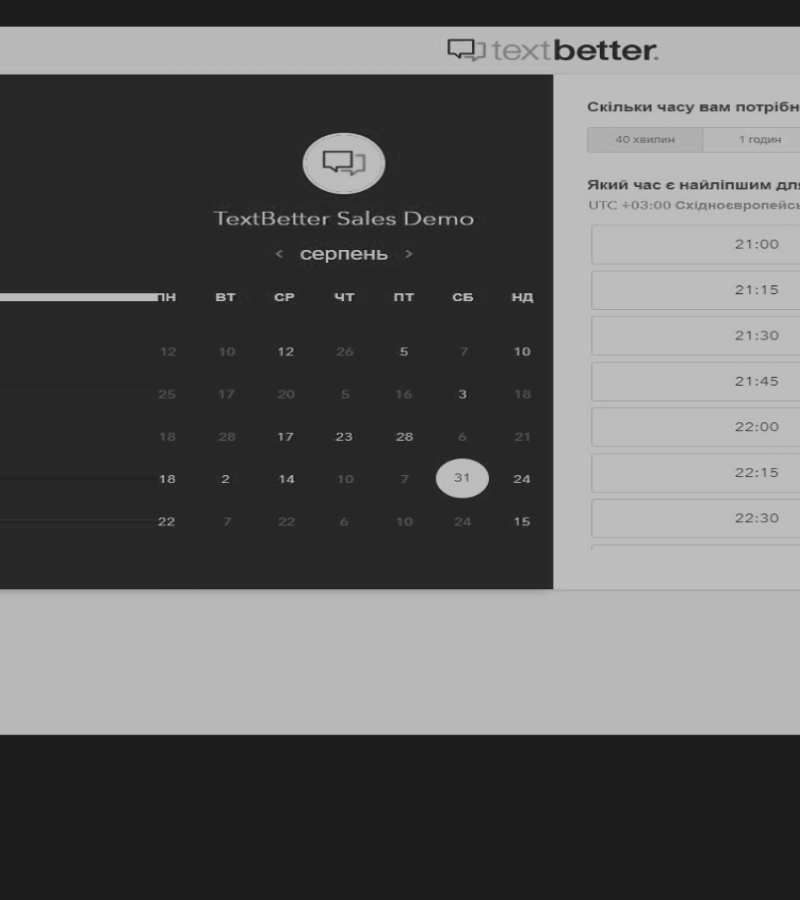 textbetter.
TextBetter Sales Demo
< серпень >
ПН ВТ СР ЧТ ПТ СБ НД
12 10 12 26 5 7 10
25 17 20 5 16 3 18
18 28 17 23 28 6 21
18 2 14 10 7 31 24
22 7 22 6 10 24 15
Скільки часу вам потрібн
40 хвилин 1 годин
Який час є найліпшим дл
UTC +03:00 Східноєвропейсь
21:00
21:15
21:30
21:45
22:00
22:15
22:30